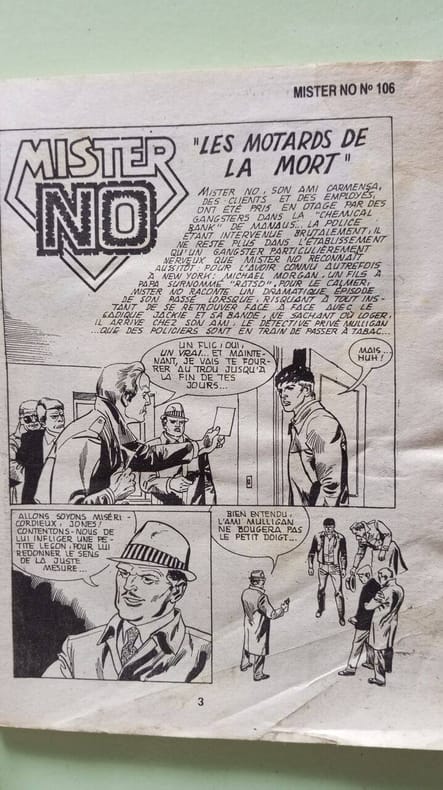 MISTER NO Nº 106
MISTER
NO
"LES MOTARDS DE
LA MORT"
MISTER NO, SON AMI CARMENSA,
DES CLIENTS ET DES EMPLOYES,
ONT ÉTÉ PRIS EN OTAGE PAR DES
GANGSTERS DANS LA "CHEMICAL
BANK" DE MANAUS. LA POLICE
ETANT INTERVENUE BRUTALEMENT, IL
NE RESTE PLUS DANS L'ÉTABLISSEMENT
QU'UN GANGSTER PARTICULIÈREMENT
NERVEUX QUE MISTER NO RECONNAIT
AUSSITOT POUR L'AVOIR CONNU AUTREFOIS
A NEW YORK: MICHAEL MORGAN, UN FILS A
PAPA SURNOMMÉ "RATSO". POUR LE CALMER,
MISTER NO RACONTE UN DRAMATIQUE ÉPISODE
DE SON PASSÉ LORSQUE, RISQUANT A TOUT INS-
TANT DE SE RETROUVER FACE A FACE AVEC LE
SADIQUE JACKIE ET SA BANDE, NE SACHANT OÙ LOGER,
IL ARRIVE CHEZ SON AMI, LE DÉTECTIVE PRIVÉ MULLIGAN
...QUE DES POLICIERS SONT EN TRAIN DE PASSER A TABAC...
UN FLIC, OUI,
UN VRAI... ET MAINTE-
NANT, JE VAIS TE FOUR-
RER AU TROU JUSQU'A
LA FIN DE TES
JOURS...
MAIS...
HUH!
ALLONS SOYONS MISÉRI-
CORDIEUX, JONES!
CONTENTONS-NOUS DE
LUI INFLIGER UNE PE-
TITE LEÇON, POUR LUI
REDONNER LE SENS
DE LA JUSTE
MESURE...
BIEN ENTENDU,
L'AMI MULLIGAN
NE BOUGERA PAS
LE PETIT DOIGT...
3